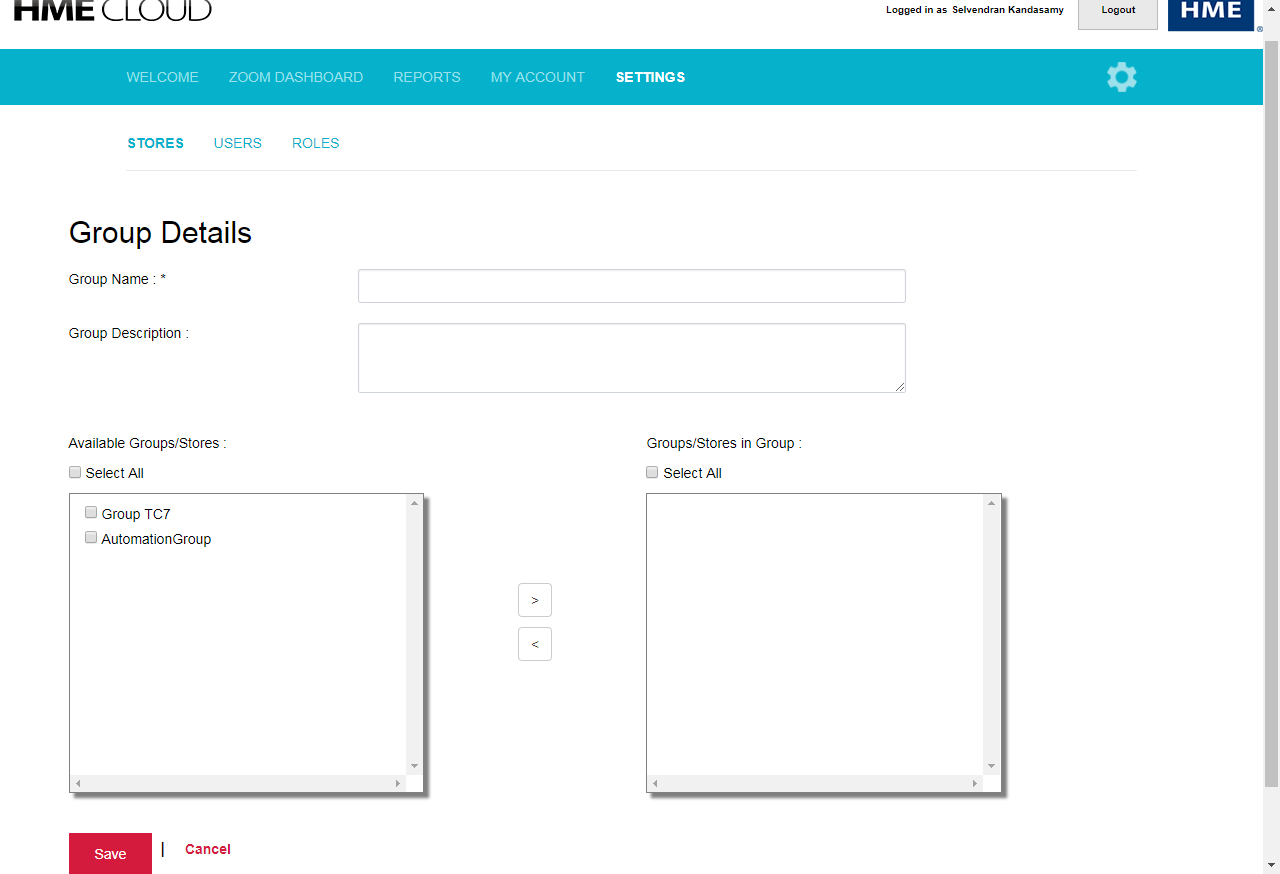 HME CLOUD
Logged in as Selvendran Kandasamy
Logout
HME ®
WELCOME ZOOM DASHBOARD REPORTS MY ACCOUNT SETTINGS
STORES USERS ROLES
Group Details
Group Name : *
Group Description :
Available Groups/Stores :
Select All
Group TC7
AutomationGroup
>
<
Groups/Stores in Group :
Select All
Save | Cancel